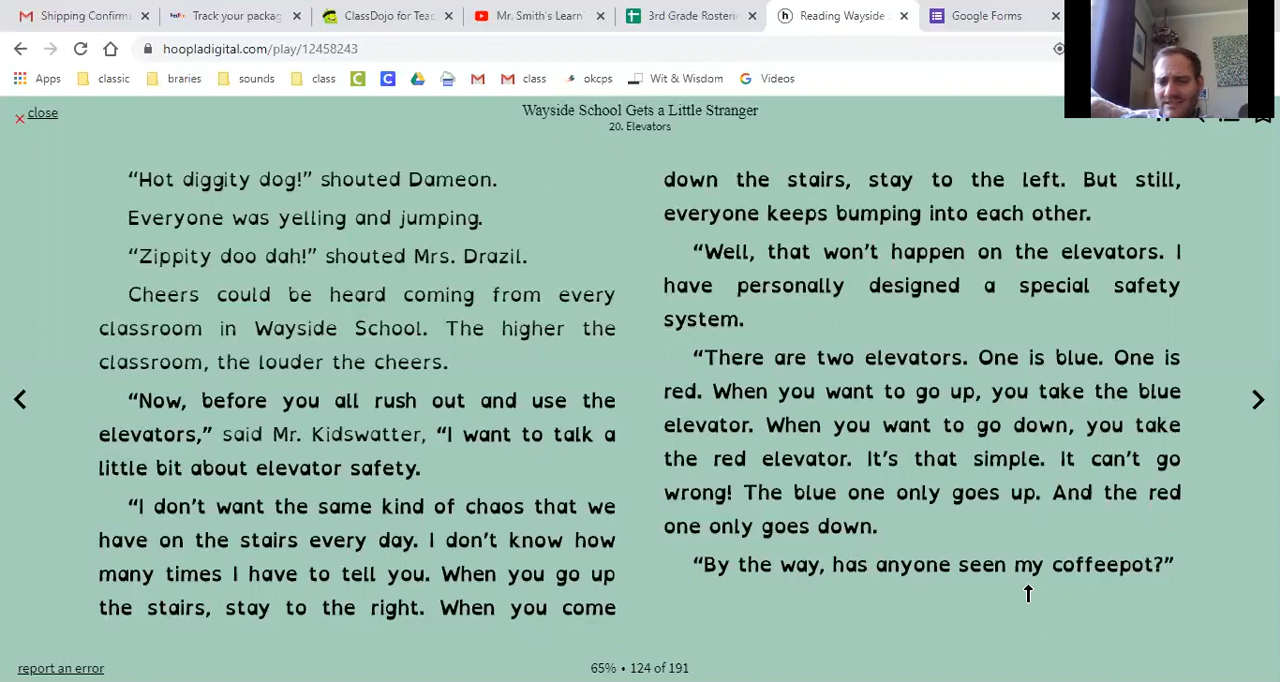 Shipping Confirm
Track your packag
ClassDojo for Tea
Mr. Smith's Learn
3rd Grade Rosteri
Reading Wayside
Google Forms
hoopladigital.com/play/12458243
Apps
classic
braries
sounds
class
class
okcps
Wit & Wisdom
Videos
close
Wayside School Gets a Little Stranger
20. Elevators
“Hot diggity dog!” shouted Dameon.
Everyone was yelling and jumping.
“Zippity doo dah!” shouted Mrs. Drazil.
Cheers could be heard coming from every
classroom in Wayside School. The higher the
classroom, the louder the cheers.
“Now, before you all rush out and use the
elevators,” said Mr. Kidswatter, “I want to talk a
little bit about elevator safety.
“I don’t want the same kind of chaos that we
have on the stairs every day. I don’t know how
many times I have to tell you. When you go up
the stairs, stay to the right. When you come
down the stairs, stay to the left. But still,
everyone keeps bumping into each other.
“Well, that won’t happen on the elevators. I
have personally designed a special safety
system.
“There are two elevators. One is blue. One is
red. When you want to go up, you take the blue
elevator. When you want to go down, you take
the red elevator. It’s that simple. It can’t go
wrong! The blue one only goes up. And the red
one only goes down.
“By the way, has anyone seen my coffeepot?”
report an error
65% • 124 of 191